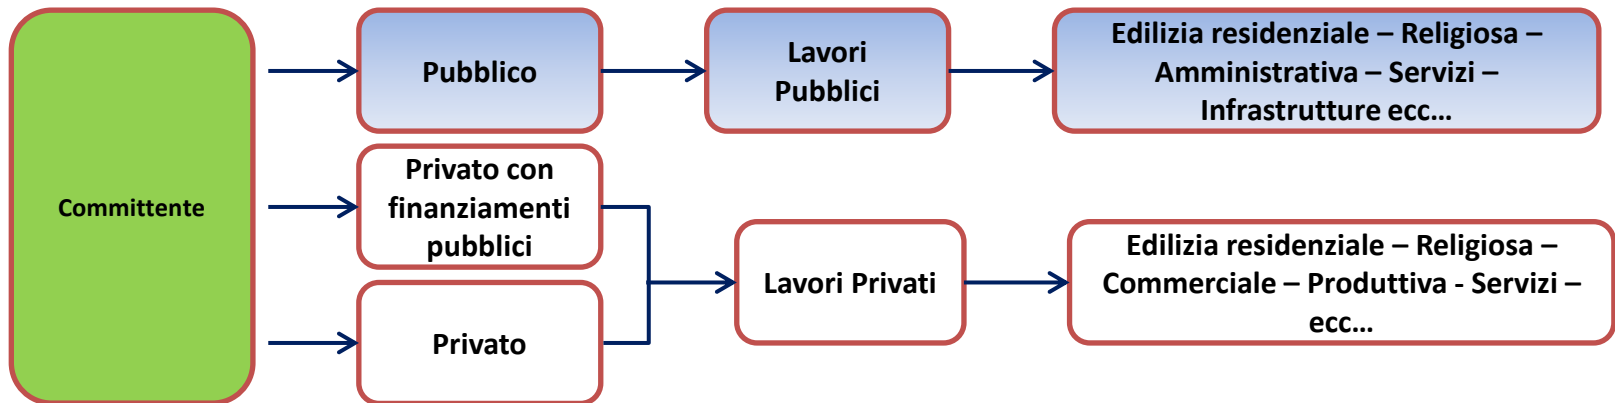 Committente
Pubblico
Lavori
Pubblici
Edilizia residenziale – Religiosa –
Amministrativa – Servizi –
Infrastrutture ecc...
Privato con
finanziamenti
pubblici
Privato
Lavori Privati
Edilizia residenziale – Religiosa –
Commerciale – Produttiva - Servizi –
ecc...